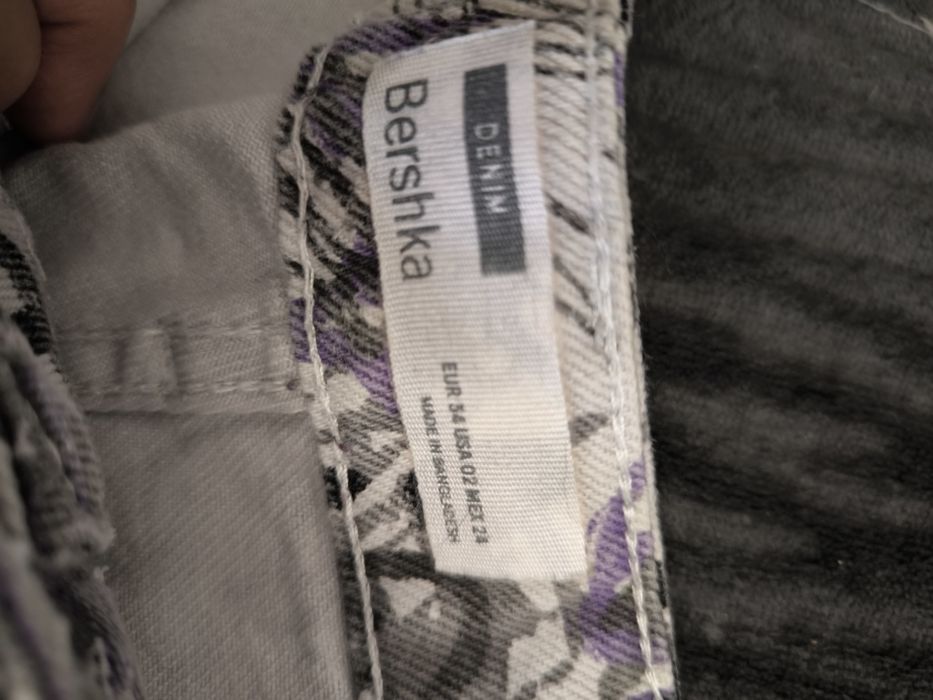 DENIM
Bershka
EUR 34 USA 02 MEX 24
MADE IN BANGLADESH